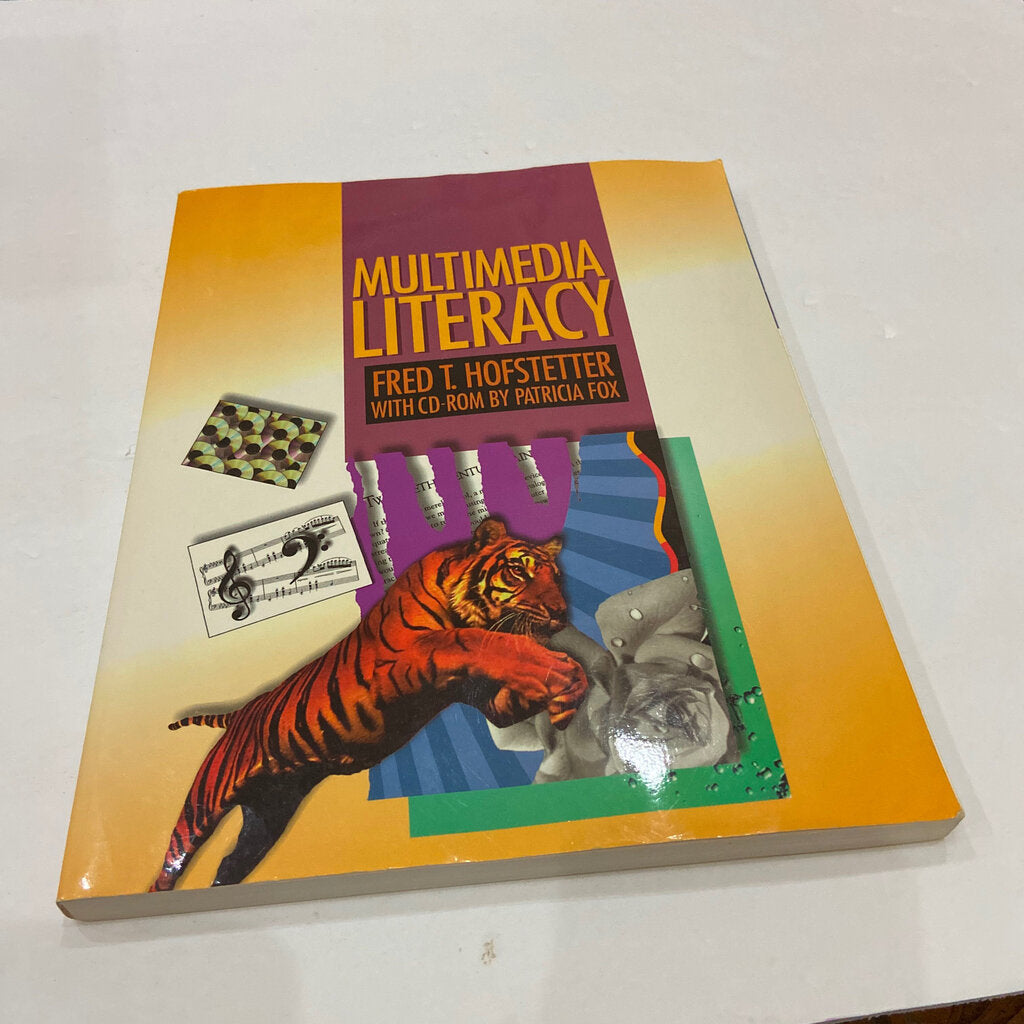 MULTIMEDIA
LITERACY
FRED T. HOFSTETTER
WITH CD-ROM BY PATRICIA FOX